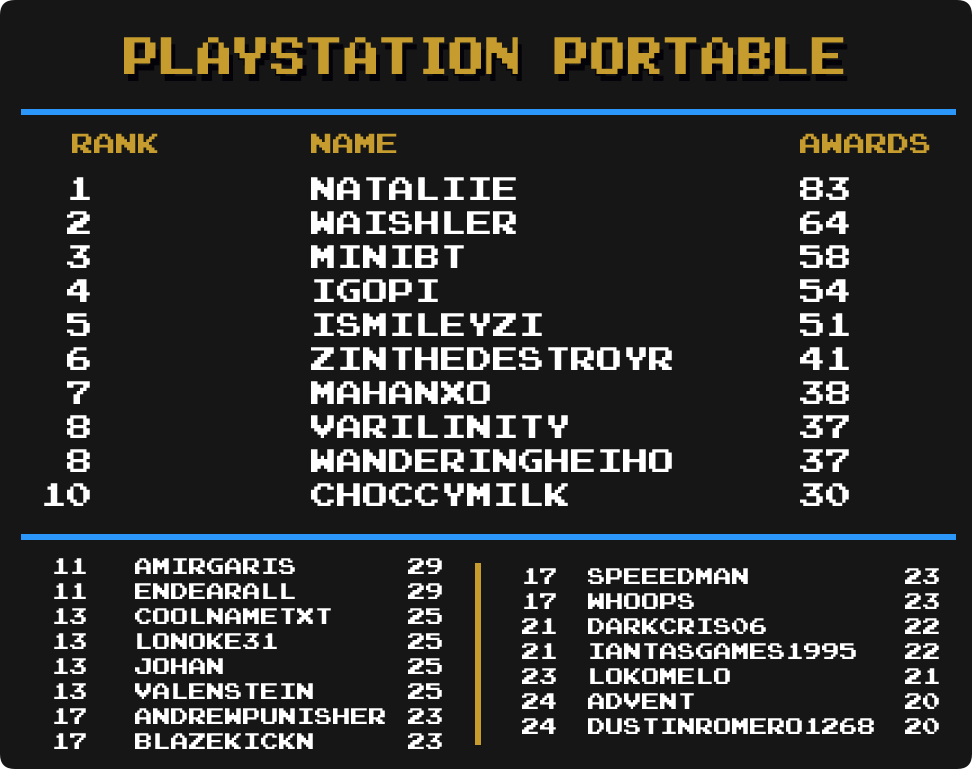 PLAYSTATION PORTABLE
RANK NAME AWARDS
1 NATALIIE 83
2 WAISHLER 64
3 MINIBT 58
4 IGOPI 54
5 ISMILEYZI 51
6 ZINTHEDESTROYR 41
7 MAHANXO 38
8 VARILINITY 37
8 WANDERINGHEIHO 37
10 CHOCCYMILK 30
11 AMIRGARIS 29
11 ENDEARALL 29
13 COOLNAMETXT 25
13 LONOKE31 25
13 JOHAN 25
13 VALENSTEIN 25
17 ANDREWPUNISHER 23
17 BLAZEKICKN 23
17 SPEEEDMAN 23
17 WHOOPS 23
21 DARKCRIS06 22
21 IANTASGAMES1995 22
23 LOKOMELO 21
24 ADVENT 20
24 DUSTINROMERO1268 20